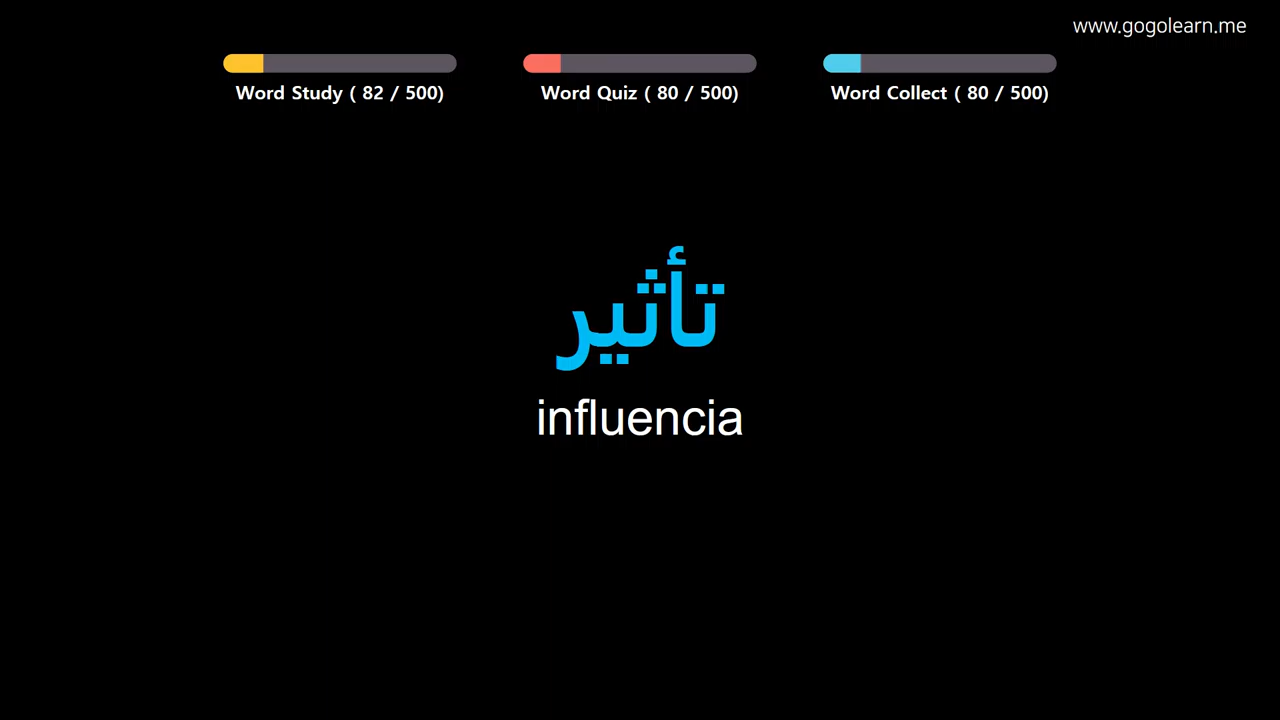 www.gogolearn.me
Word Study ( 82 / 500)
Word Quiz ( 80 / 500)
Word Collect ( 80 / 500)
تأثير
influencia